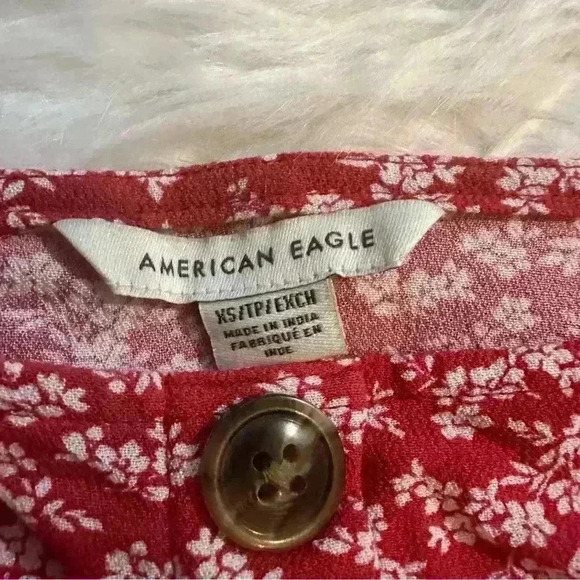 AMERICAN EAGLE
XS/TP/EXCH
MADE IN INDIA
FABRIQUÉ EN
INDE